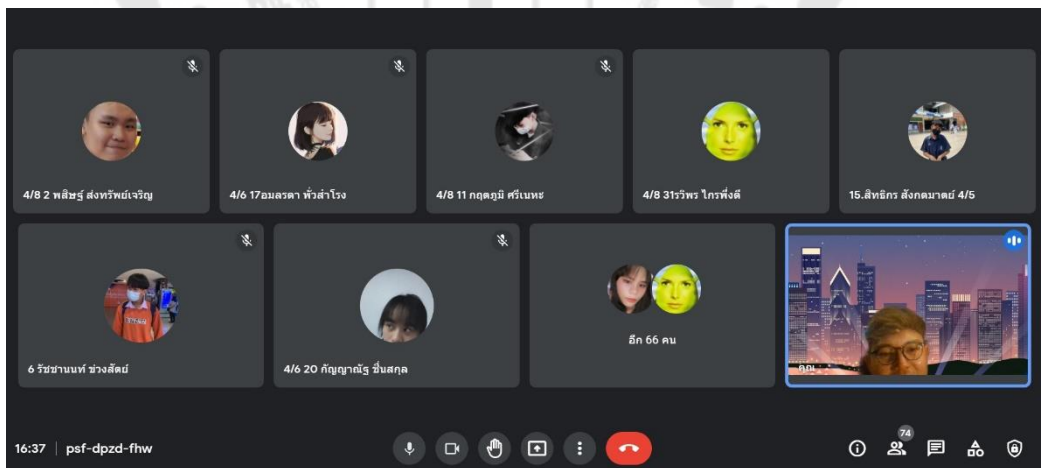 4/8 2 พสิษฐ์ ส่งทรัพย์เจริญ
4/6 17อมลรดา พั่วสำโรง
4/8 11 กฤตภูมิ ศรีเนหะ
4/8 31รวิพร ไกรพึ่งดี
15.สิทธิกร สังกตมาตย์ 4/5
6 รัชชานนท์ ช่วงสัตย์
4/6 20 กัญญาณัฐ ชื่นสกุล
อีก 66 คน
คุณ
16:37 | psf-dpzd-fhw
74